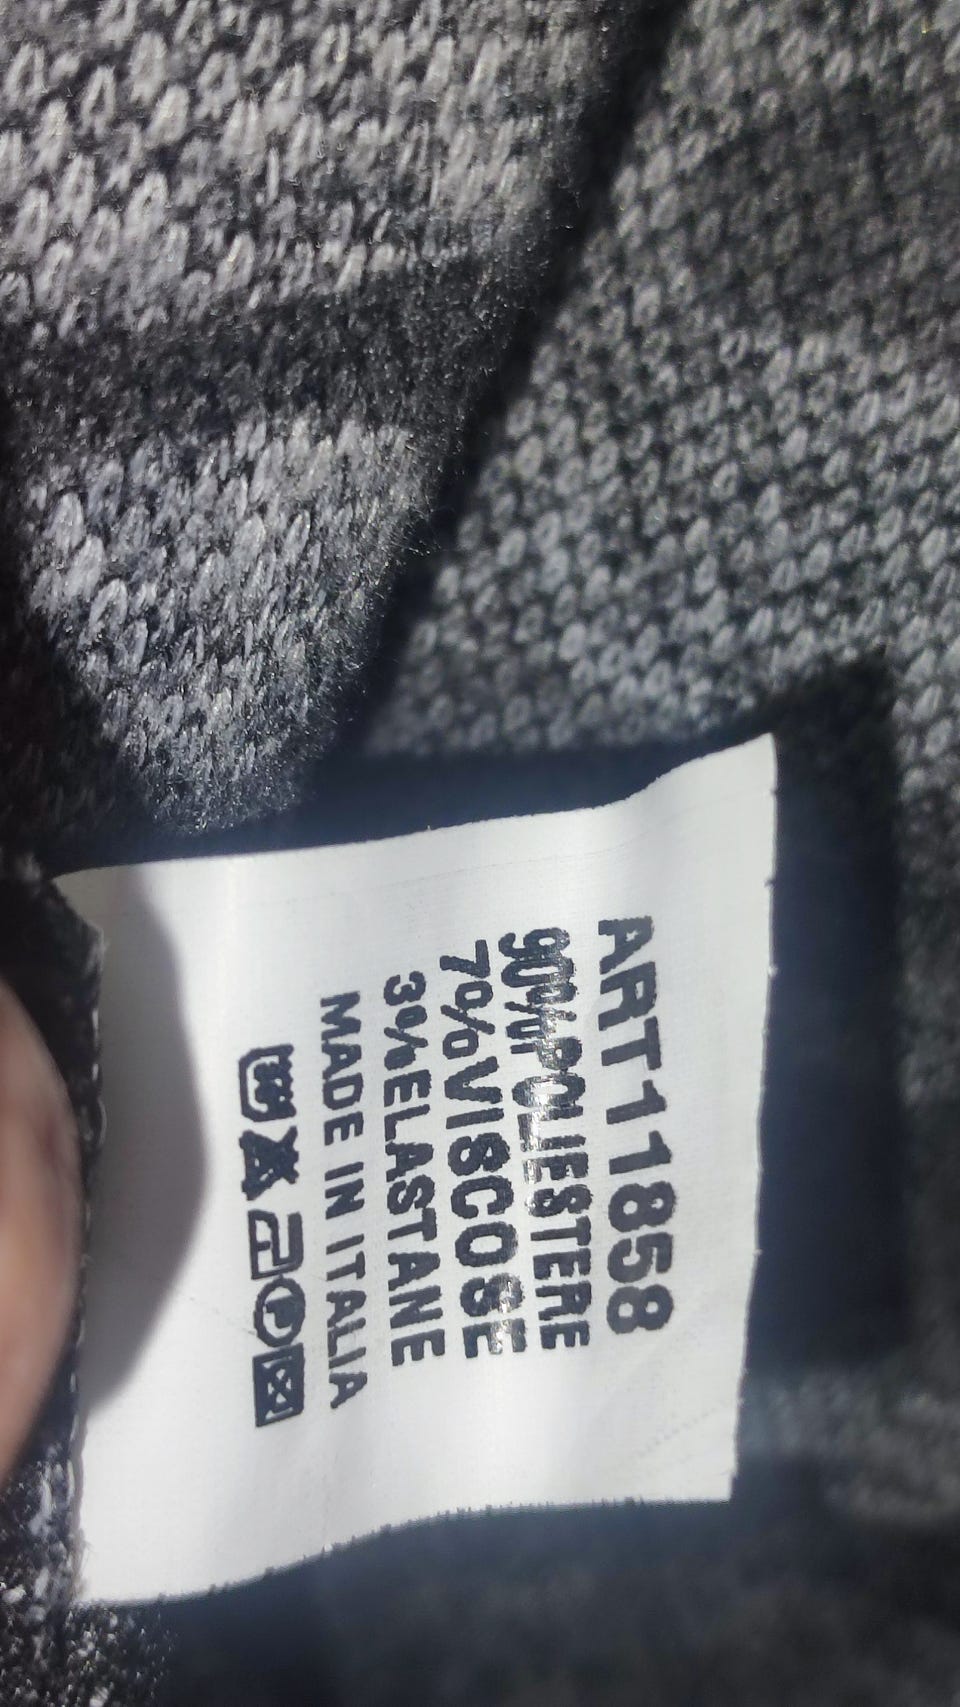 ART11858
90%POLIESTERE
7%VISCOSE
3%ELASTANE
MADE IN ITALIA